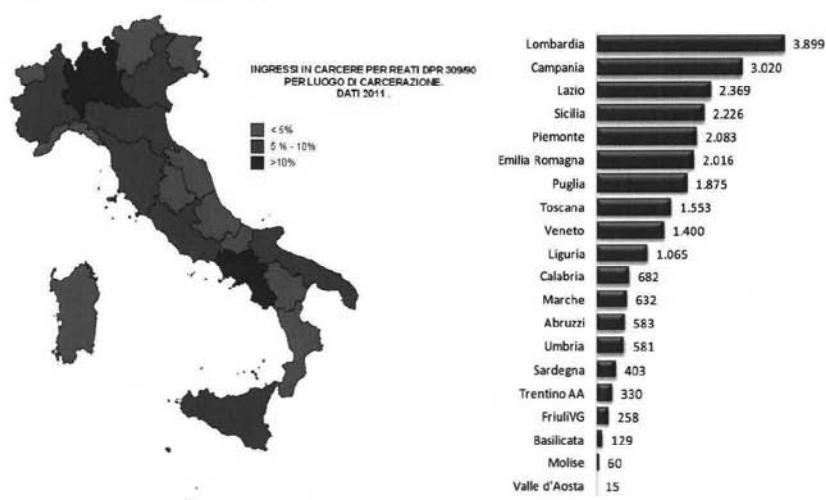 INGRESSI IN CARCERE PER REATI DPR 309/90
PER LUOGO DI CARCERAZIONE.
DATI 2011 .
< 5%
5 % - 10%
>10%
Lombardia 3.899
Campania 3.020
Lazio 2.369
Sicilia 2.226
Piemonte 2.083
Emilia Romagna 2.016
Puglia 1.875
Toscana 1.553
Veneto 1.400
Liguria 1.065
Calabria 682
Marche 632
Abruzzi 583
Umbria 581
Sardegna 403
Trentino AA 330
FriuliVG 258
Basilicata 129
Molise 60
Valle d'Aosta 15